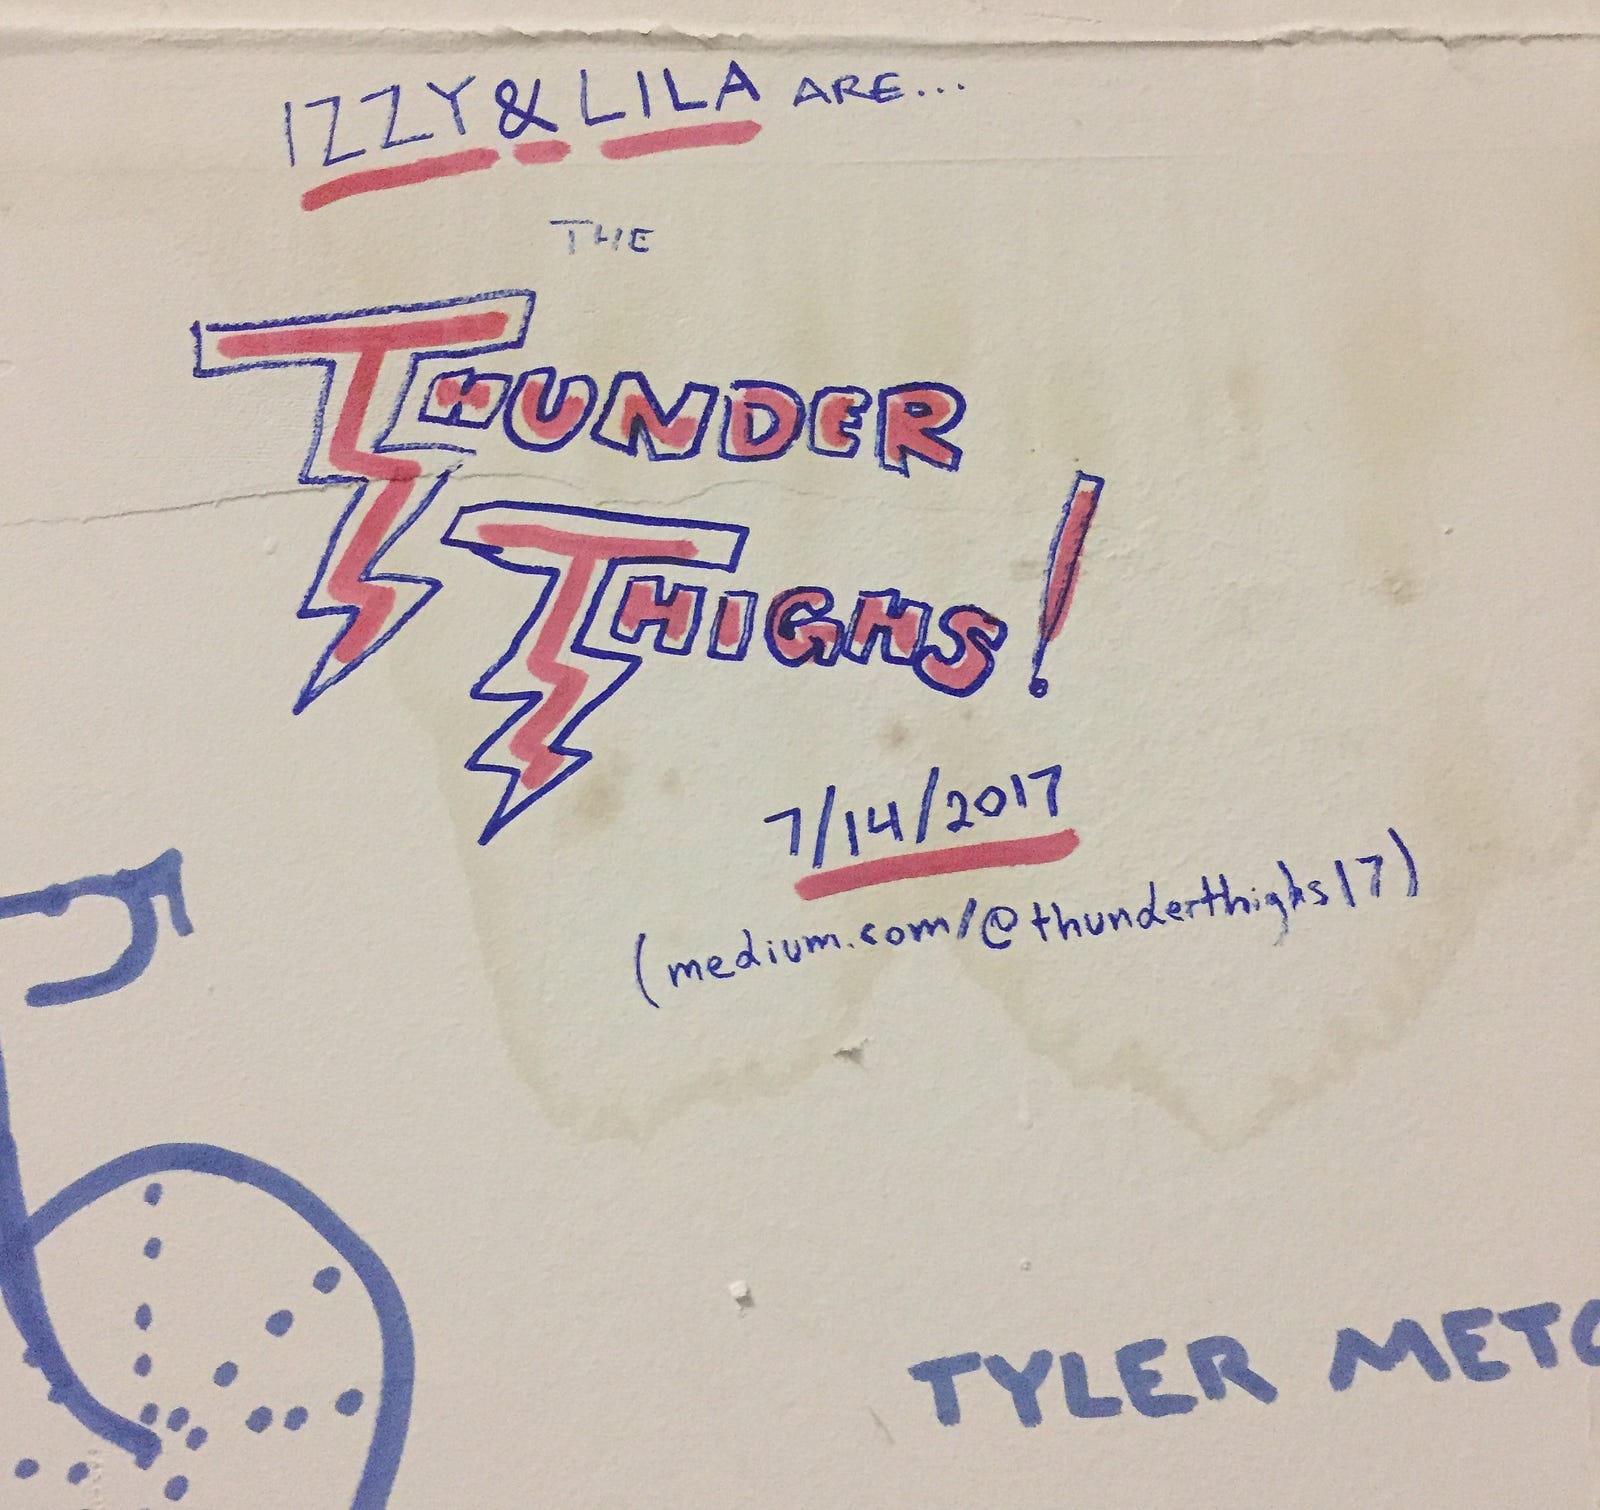 IZZY & LILA ARE...
THE
THUNDER
THIGHS!
7/14/2017
(medium.com/@thunderthighs17)
TYLER